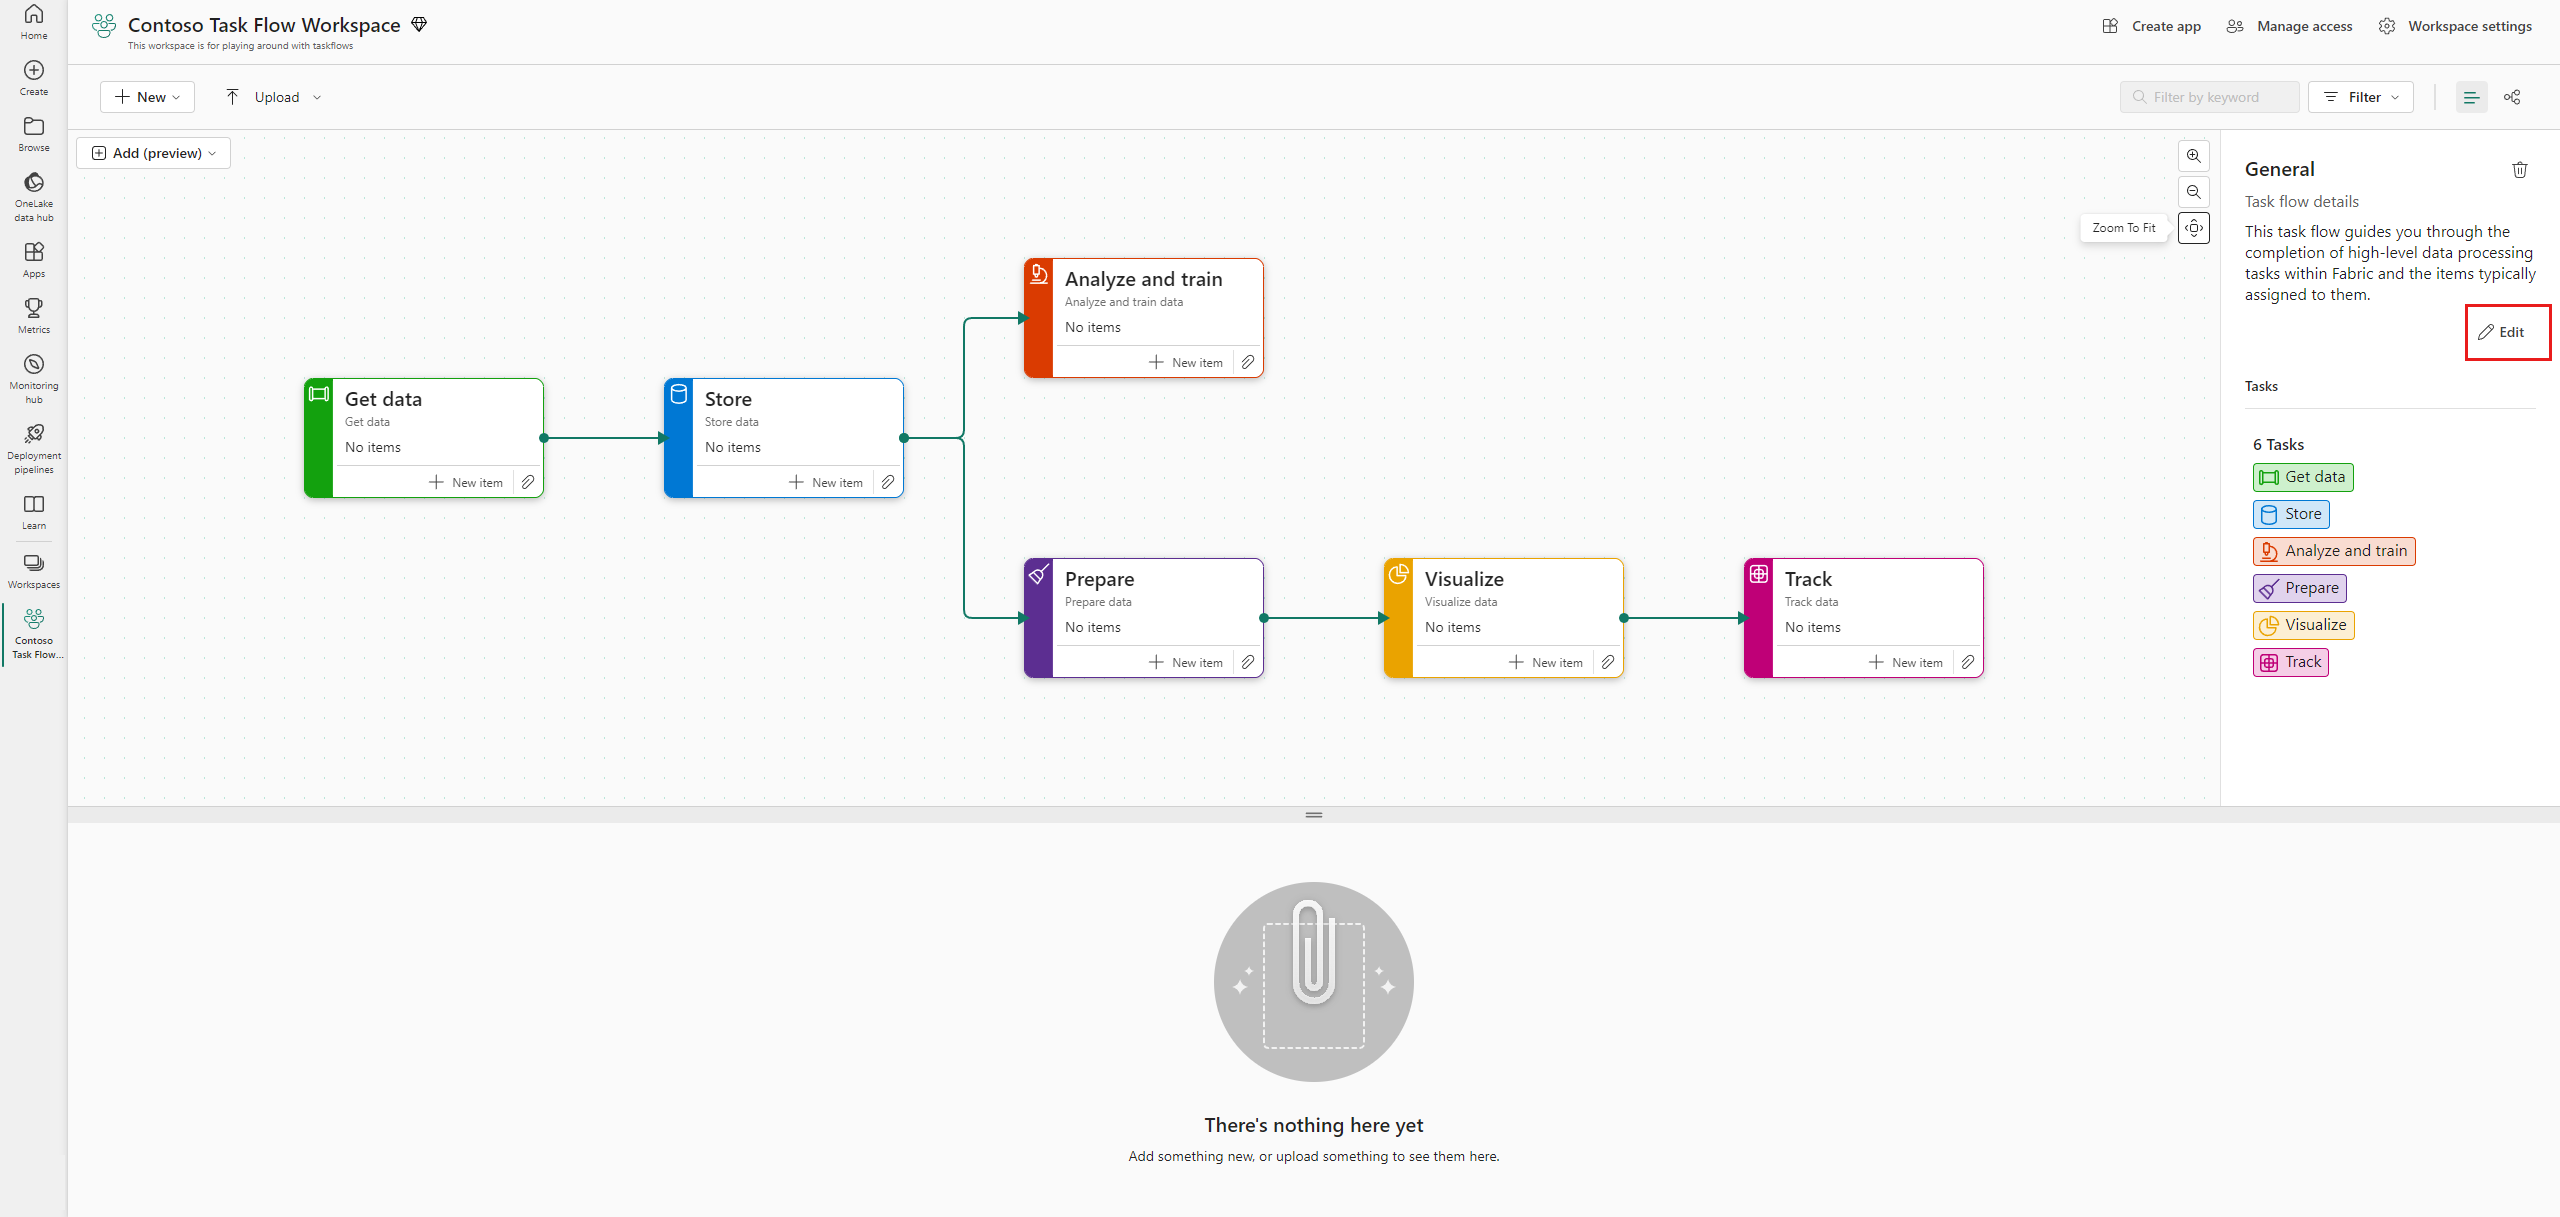 Home
Create
Browse
OneLake
data hub
Apps
Metrics
Monitoring
hub
Deployment
pipelines
Learn
Workspaces
Contoso
Task Flow...
Contoso Task Flow Workspace
This workspace is for playing around with taskflows
Create app
Manage access
Workspace settings
New
Upload
Filter by keyword
Filter
Add (preview)
Zoom To Fit
Get data
Get data
No items
New item
Store
Store data
No items
New item
Analyze and train
Analyze and train data
No items
New item
Prepare
Prepare data
No items
New item
Visualize
Visualize data
No items
New item
Track
Track data
No items
New item
General
Task flow details
This task flow guides you through the
completion of high-level data processing
tasks within Fabric and the items typically
assigned to them.
Edit
Tasks
6 Tasks
Get data
Store
Analyze and train
Prepare
Visualize
Track
There's nothing here yet
Add something new, or upload something to see them here.